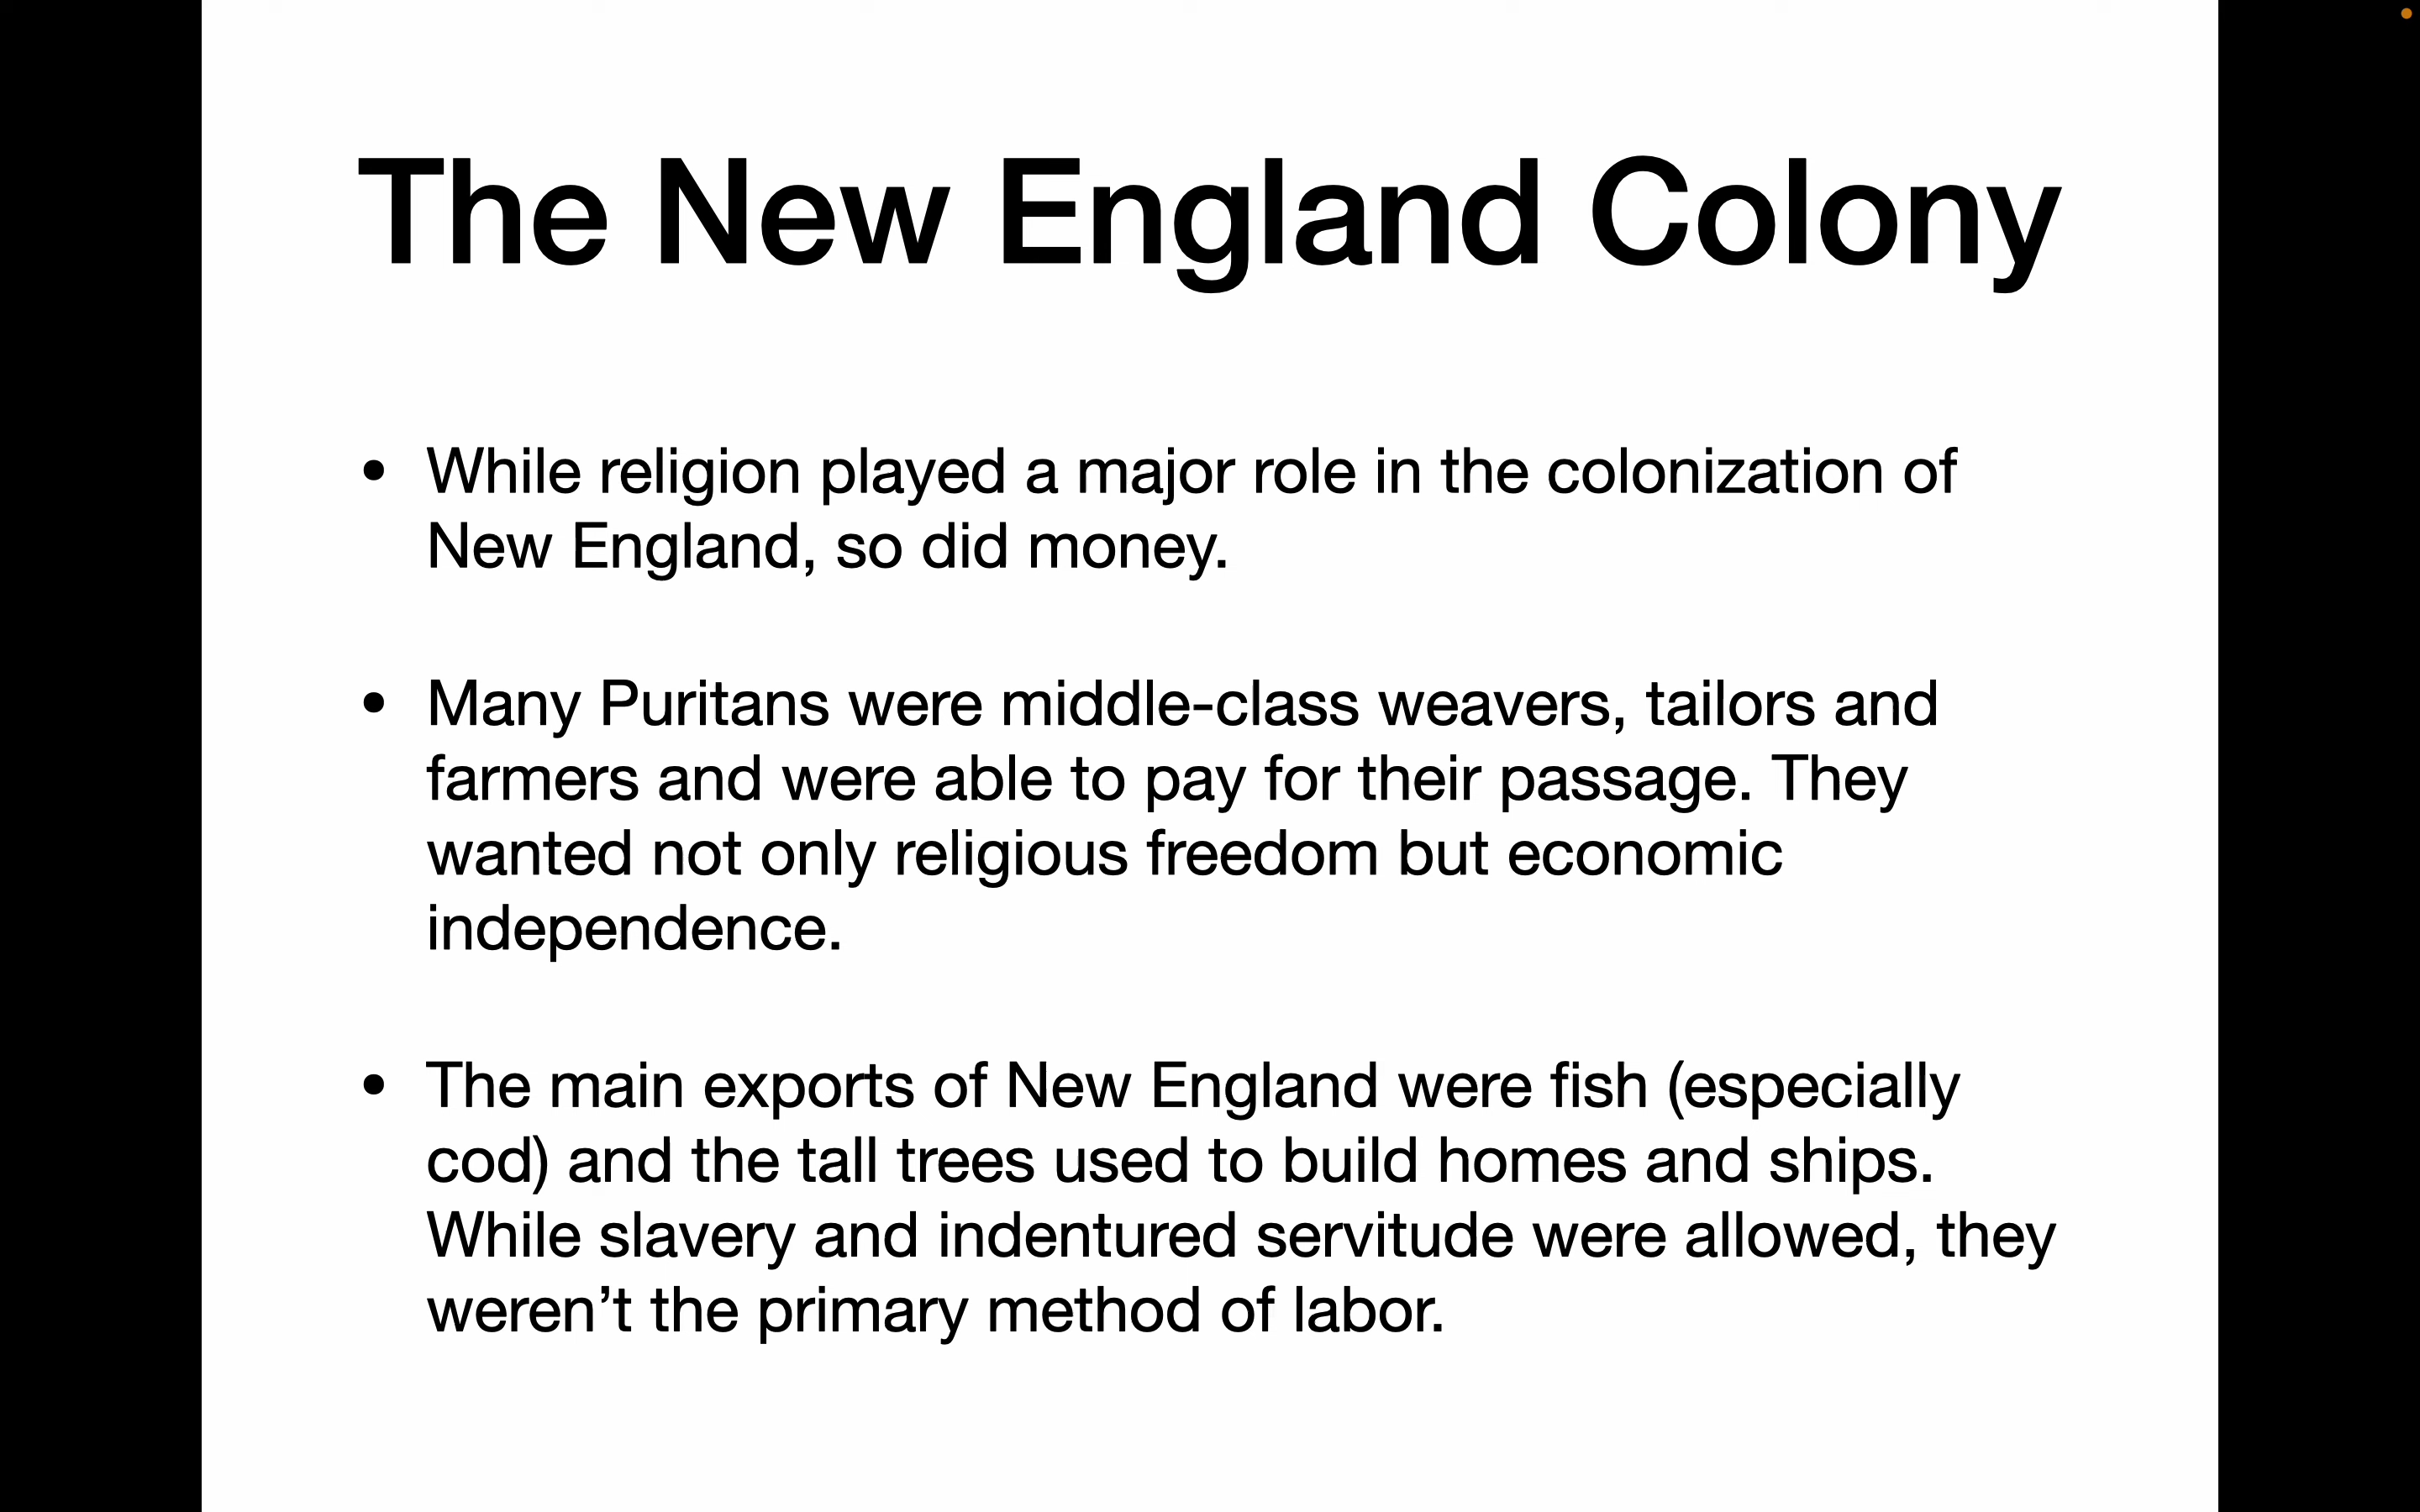 The New England Colony
• While religion played a major role in the colonization of
New England, so did money.
• Many Puritans were middle-class weavers, tailors and
farmers and were able to pay for their passage. They
wanted not only religious freedom but economic
independence.
• The main exports of New England were fish (especially
cod) and the tall trees used to build homes and ships.
While slavery and indentured servitude were allowed, they
weren’t the primary method of labor.